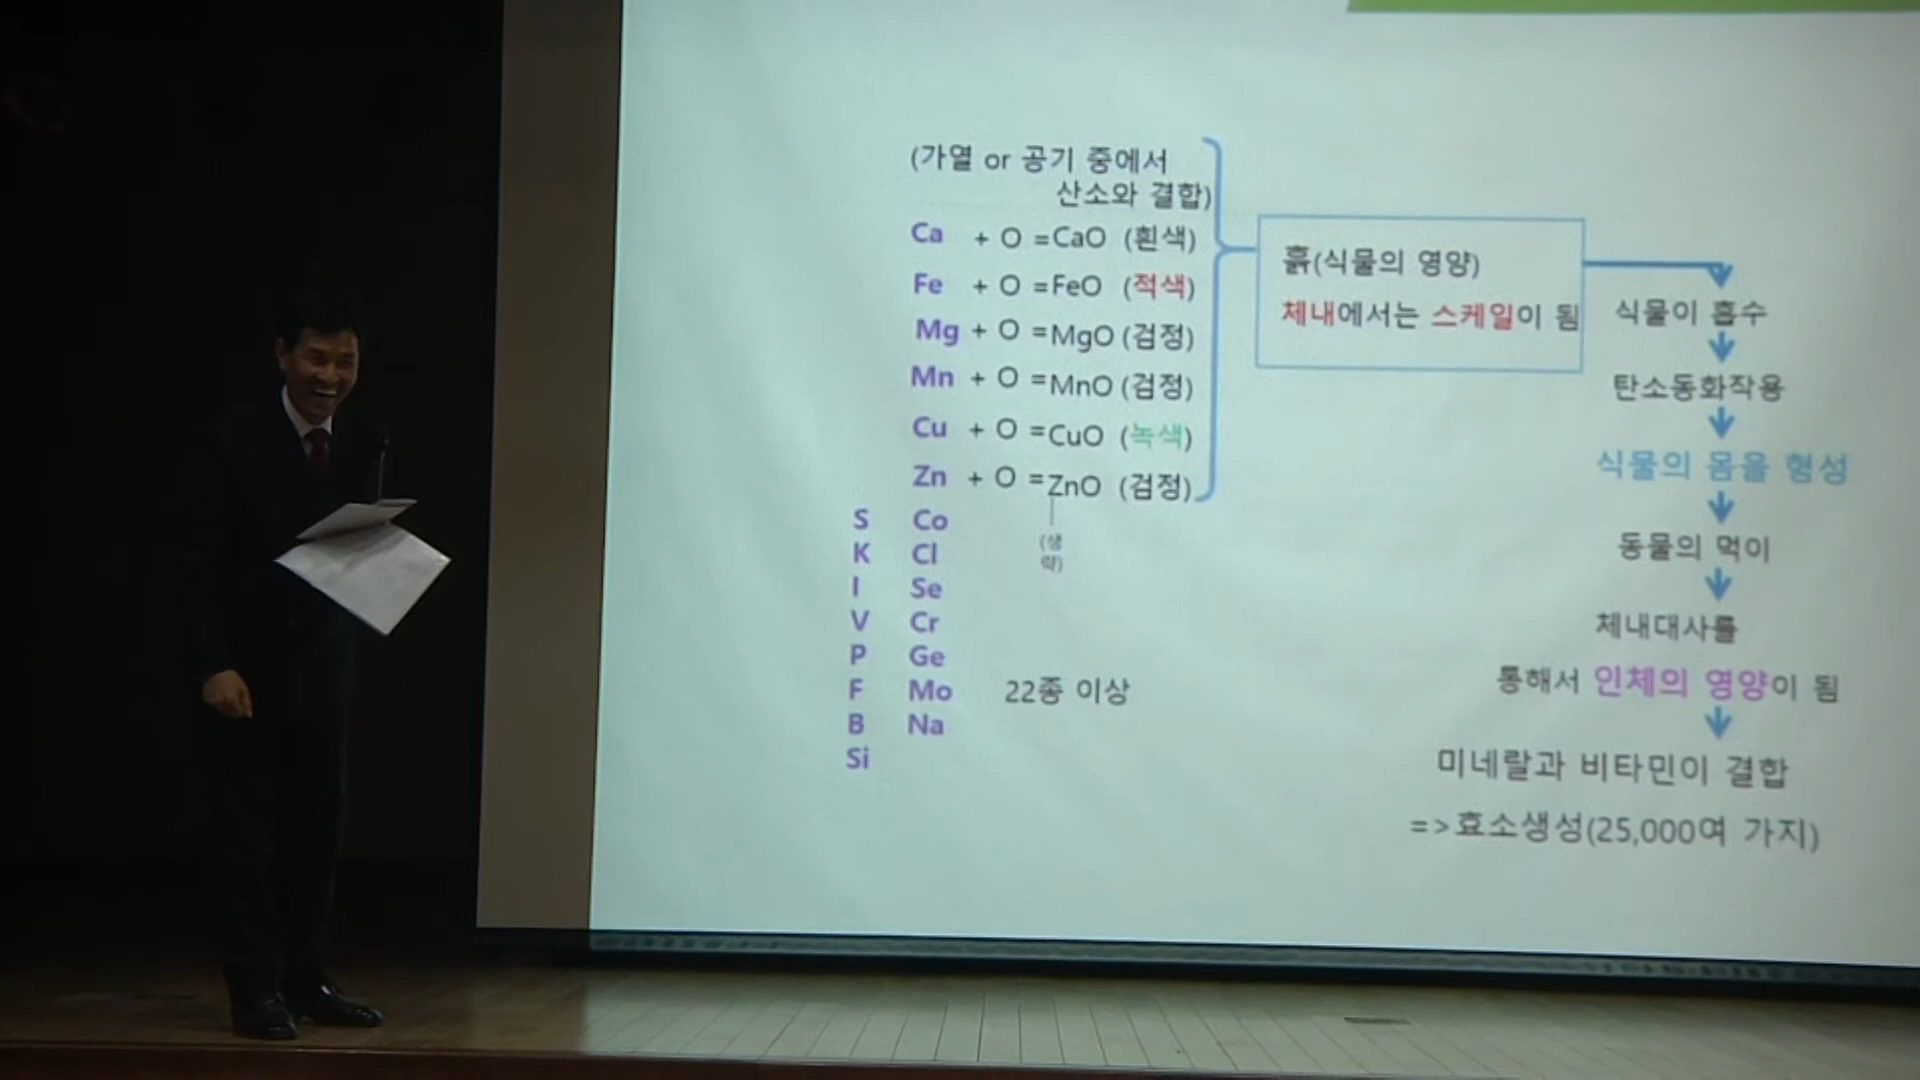 (가열 or 공기 중에서
산소와 결합)
Ca + O =CaO (흰색)
Fe + O =FeO (적색)
Mg + O =MgO (검정)
Mn + O =MnO (검정)
Cu + O =CuO (녹색)
Zn + O =ZnO (검정)
(생
략)
S Co
K Cl
I Se
V Cr
P Ge
F Mo 22종 이상
B Na
Si
흙(식물의 영양)
체내에서는 스케일이 됨
식물이 흡수
탄소동화작용
식물의 몸을 형성
동물의 먹이
체내대사를
통해서 인체의 영양이 됨
미네랄과 비타민이 결합
=>효소생성(25,000여 가지)